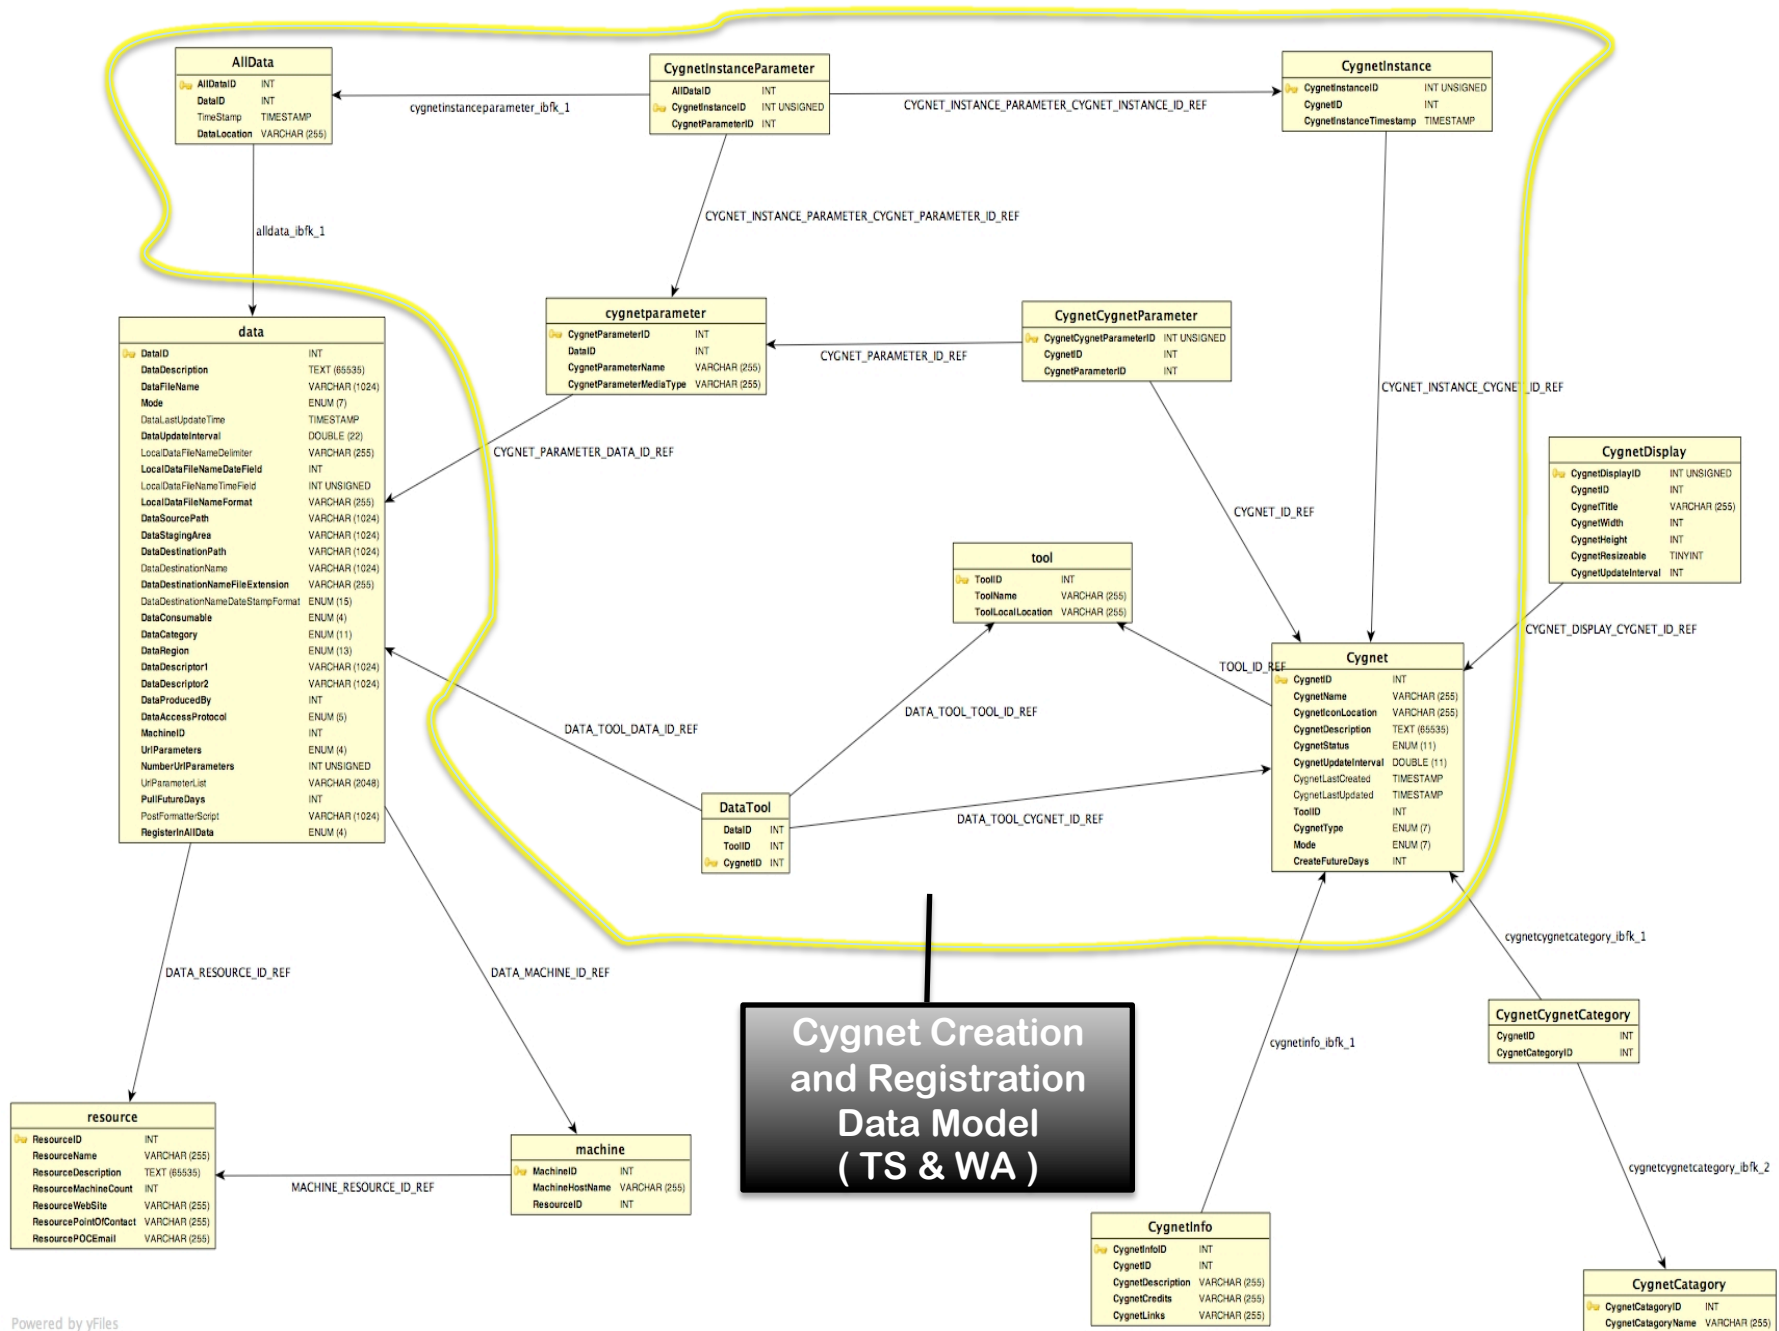 AllData
AllDataID INT
DataID INT
TimeStamp TIMESTAMP
DataLocation VARCHAR (255)
CygnetInstanceParameter
AllDataID INT
CygnetInstanceID INT UNSIGNED
CygnetParameterID INT
CygnetInstance
CygnetInstanceID INT UNSIGNED
CygnetID INT
CygnetInstanceTimestamp TIMESTAMP
cygnetinstanceparameter_ibfk_1
CYGNET_INSTANCE_PARAMETER_CYGNET_INSTANCE_ID_REF
CYGNET_INSTANCE_PARAMETER_CYGNET_PARAMETER_ID_REF
alldata_ibfk_1
data
DataID INT
DataDescription TEXT (65535)
DataFileName VARCHAR (1024)
Mode ENUM (7)
DataLastUpdateTime TIMESTAMP
DataUpdateInterval DOUBLE (22)
LocalDataFileNameDelimiter VARCHAR (255)
LocalDataFileNameDateField INT
LocalDataFileNameTimeField INT UNSIGNED
LocalDataFileNameFormat VARCHAR (255)
DataSourcePath VARCHAR (1024)
DataStagingArea VARCHAR (1024)
DataDestinationPath VARCHAR (1024)
DataDestinationName VARCHAR (1024)
DataDestinationNameFileExtension VARCHAR (255)
DataDestinationNameDateStampFormat ENUM (15)
DataConsumable ENUM (4)
DataCategory ENUM (11)
DataRegion ENUM (13)
DataDescriptor1 VARCHAR (1024)
DataDescriptor2 VARCHAR (1024)
DataProducedBy INT
DataAccessProtocol ENUM (5)
MachineID INT
UrlParameters ENUM (4)
NumberUrlParameters INT UNSIGNED
UrlParameterList VARCHAR (2048)
PullFutureDays INT
PostFormatterScript VARCHAR (1024)
RegisterInAllData ENUM (4)
cygnetparameter
CygnetParameterID INT
DataID INT
CygnetParameterName VARCHAR (255)
CygnetParameterMediaType VARCHAR (255)
CygnetCygnetParameter
CygnetCygnetParameterID INT UNSIGNED
CygnetID INT
CygnetParameterID INT
CYGNET_PARAMETER_ID_REF
CYGNET_INSTANCE_CYGNET_ID_REF
CYGNET_PARAMETER_DATA_ID_REF
CygnetDisplay
CygnetDisplayID INT UNSIGNED
CygnetID INT
CygnetTitle VARCHAR (255)
CygnetWidth INT
CygnetHeight INT
CygnetResizeable TINYINT
CygnetUpdateInterval INT
CYGNET_ID_REF
tool
ToolID INT
ToolName VARCHAR (255)
ToolLocalLocation VARCHAR (255)
CYGNET_DISPLAY_CYGNET_ID_REF
TOOL_ID_REF
Cygnet
CygnetID INT
CygnetName VARCHAR (255)
CygnetIconLocation VARCHAR (255)
CygnetDescription TEXT (65535)
CygnetStatus ENUM (11)
CygnetUpdateInterval DOUBLE (11)
CygnetLastCreated TIMESTAMP
CygnetLastUpdated TIMESTAMP
ToolID INT
CygnetType ENUM (7)
Mode ENUM (7)
CreateFutureDays INT
DATA_TOOL_TOOL_ID_REF
DATA_TOOL_DATA_ID_REF
DataTool
DataID INT
ToolID INT
CygnetID INT
DATA_TOOL_CYGNET_ID_REF
cygnetcygnetcategory_ibfk_1
DATA_RESOURCE_ID_REF
DATA_MACHINE_ID_REF
Cygnet Creation
and Registration
Data Model
( TS & WA )
cygnetinfo_ibfk_1
CygnetCygnetCategory
CygnetID INT
CygnetCategoryID INT
resource
ResourceID INT
ResourceName VARCHAR (255)
ResourceDescription TEXT (65535)
ResourceMachineCount INT
ResourceWebSite VARCHAR (255)
ResourcePointOfContact VARCHAR (255)
ResourcePOCEmail VARCHAR (255)
MACHINE_RESOURCE_ID_REF
machine
MachineID INT
MachineHostName VARCHAR (255)
ResourceID INT
cygnetcygnetcategory_ibfk_2
CygnetInfo
CygnetInfoID INT
CygnetID INT
CygnetDescription VARCHAR (255)
CygnetCredits VARCHAR (255)
CygnetLinks VARCHAR (255)
CygnetCatagory
CygnetCatagoryID INT
CygnetCatagoryName VARCHAR (255)
Powered by yFiles